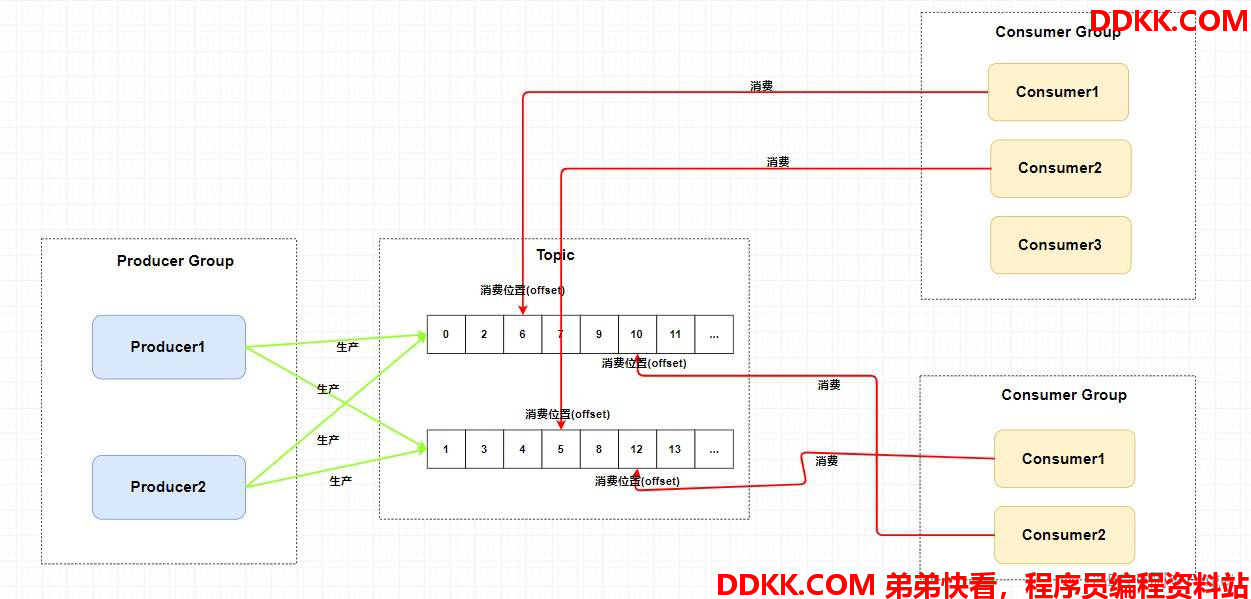 DDKK.COM
Consumer Group
Consumer1
消费
Consumer2
消费
Consumer3
Producer Group
Producer1
Producer2
生产
生产
生产
生产
Topic
消费位置(offset)
0 2 6 7 9 10 11 ...
消费位置(offset)
消费位置(offset)
1 3 4 5 8 12 13 ...
消费位置(offset)
消费
消费
Consumer Group
Consumer1
Consumer2
DDKK.COM 弟弟快看，程序员编程资料站